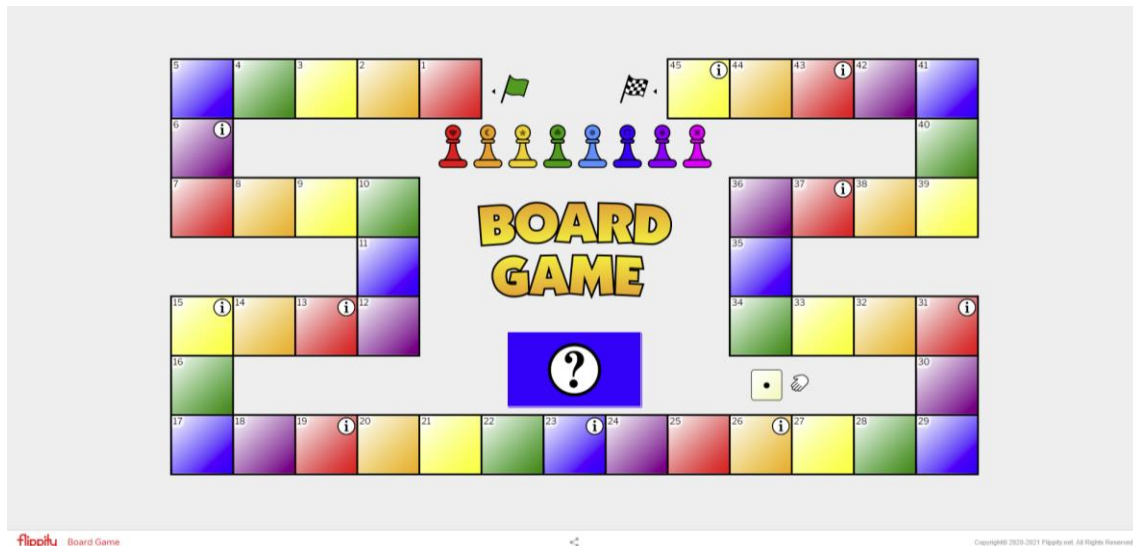 5 4 3 2 1 45 i 44 43 i 42 41
6 i 40
7 8 9 10 36 37 i 38 39
BOARD
11 35
GAME
15 i 14 13 i 12 34 33 32 31 i
?
16 30
17 18 19 i 20 21 22 23 i 24 25 26 i 27 28 29
flippity Board Game Copyright© 2020-2021 Flippity.net. All Rights Reserved